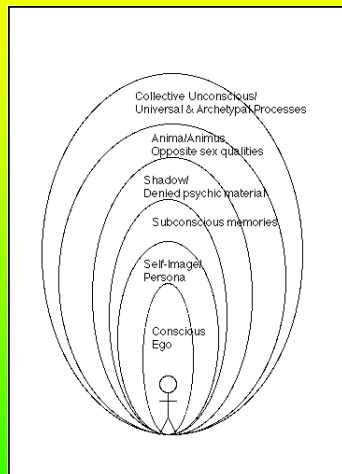 Collective Unconscious/
Universal & Archetypal Processes
Anima/Animus
Opposite sex qualities
Shadow/
Denied psychic material
Subconscious memories
Self-Image/
Persona
Conscious
Ego